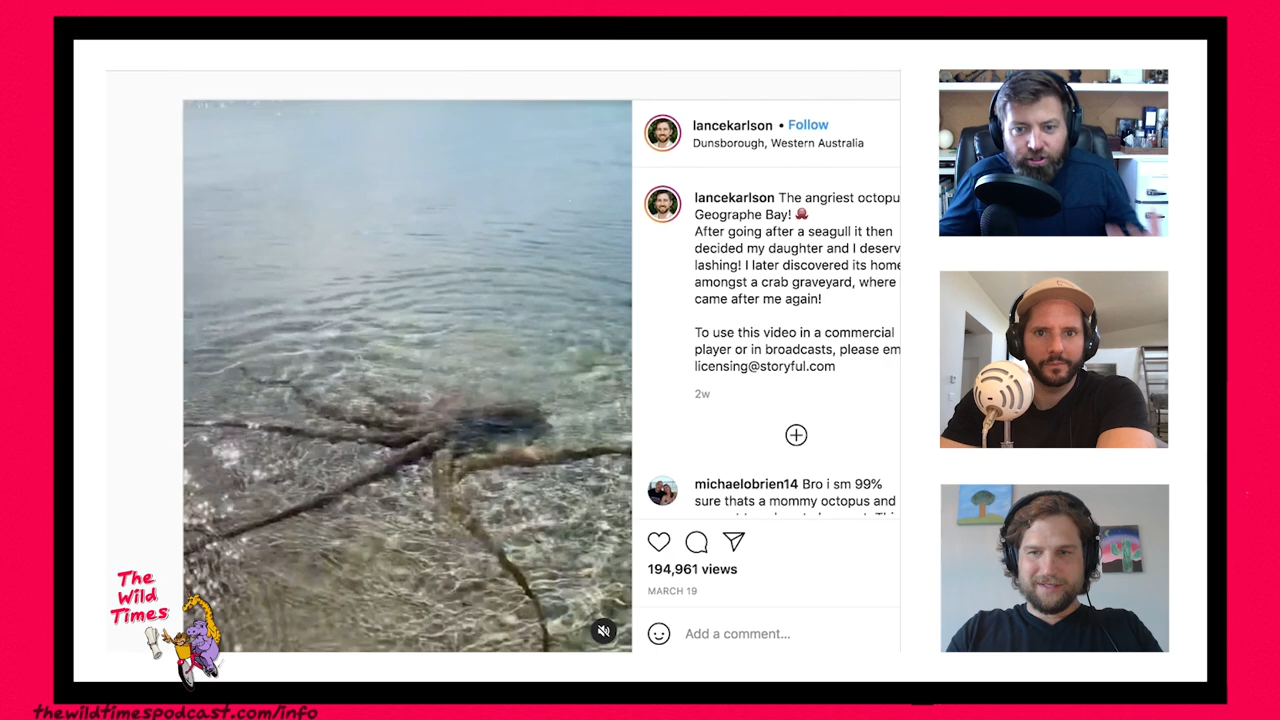 lancekarlson • Follow
Dunsborough, Western Australia
lancekarlson The angriest octopu
Geographe Bay! 🐙
After going after a seagull it then
decided my daughter and I deserv
lashing! I later discovered its home
amongst a crab graveyard, where
came after me again!
To use this video in a commercial
player or in broadcasts, please em
licensing@storyful.com
2w
michaelobrien14 Bro i sm 99%
sure thats a mommy octopus and
194,961 views
MARCH 19
Add a comment...
The
Wild
Times
thewildtimespodcast.com/info